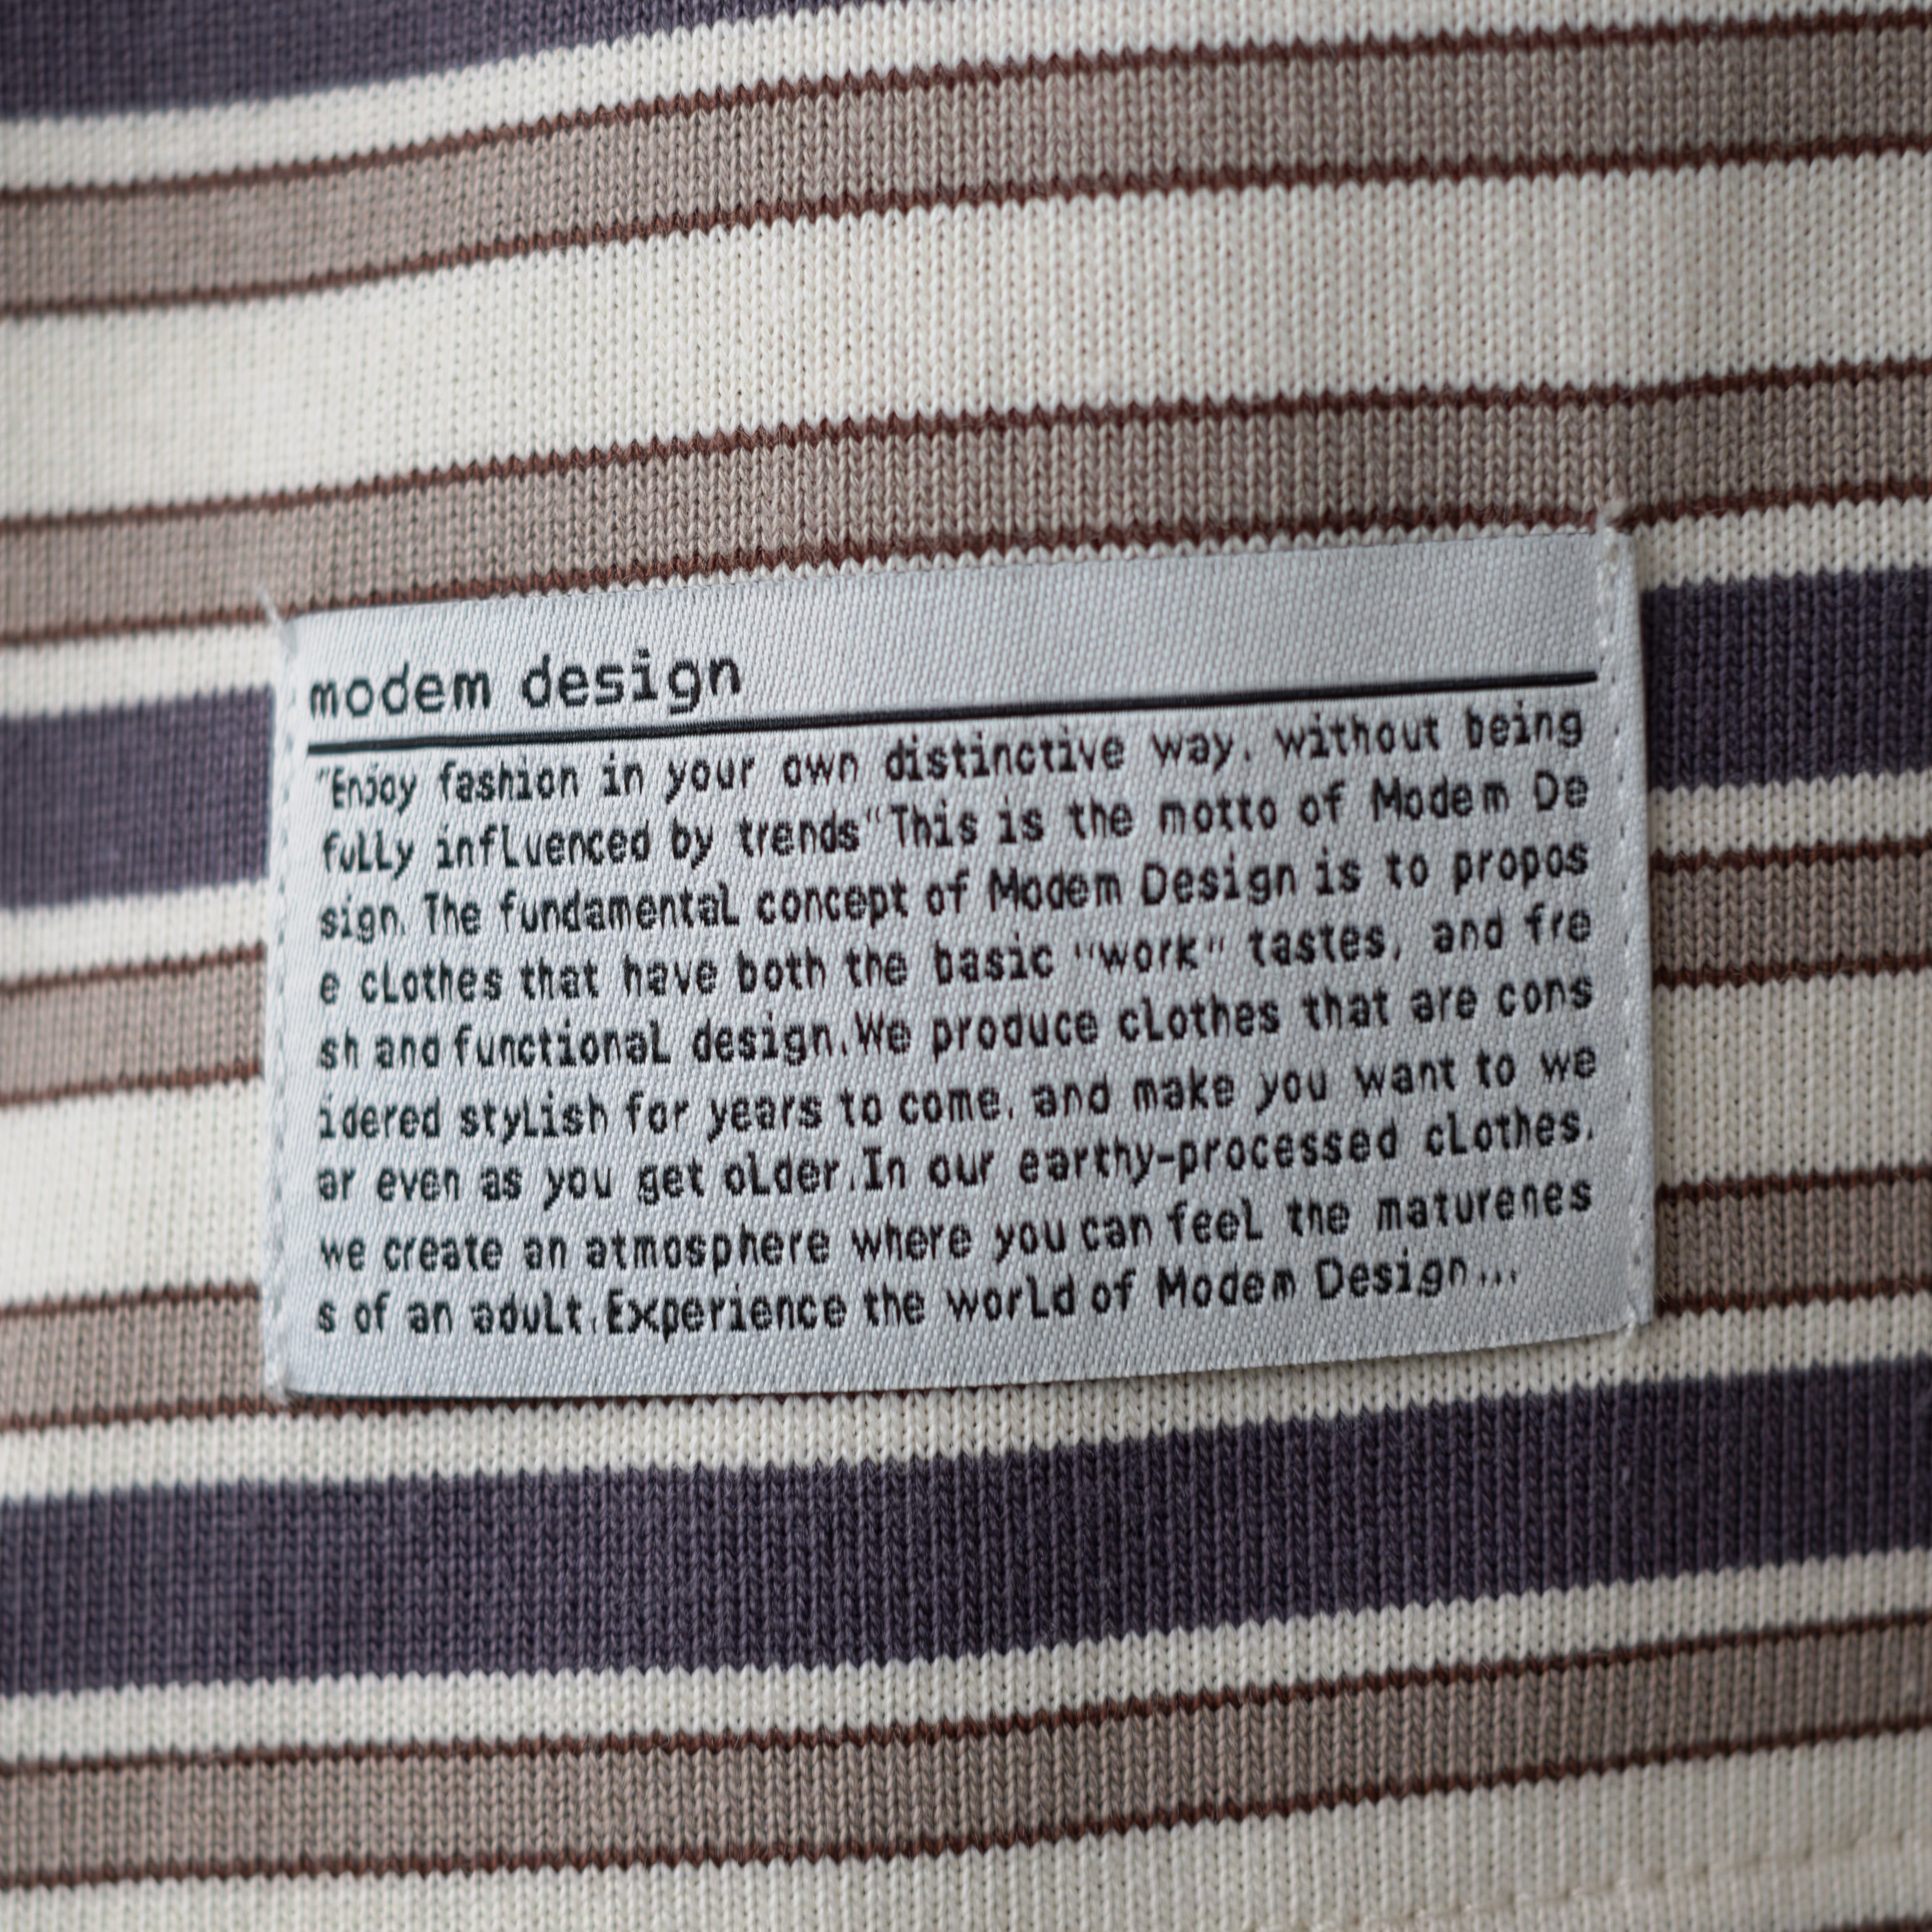 modem design
"Enjoy fashion in your own distinctive way, without being
fully influenced by trends"This is the motto of Modem De
sign. The fundamental concept of Modem Design is to propos
e clothes that have both the basic "work" tastes, and fre
sh and functional design.We produce clothes that are cons
idered stylish for years to come, and make you want to we
ar even as you get older.In our earthy-processed clothes,
we create an atmosphere where you can feel the maturenes
s of an adult.Experience the world of Modem Design...